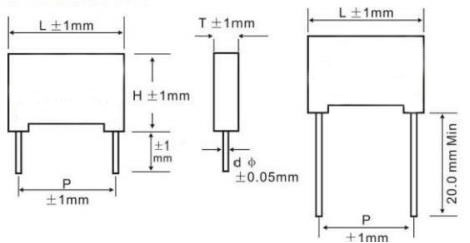 L ±1mm
T ±1mm
L ±1mm
H ±1mm
±1
mm
d φ
±0.05mm
20.0 mm Min
P
±1mm
P
±1mm